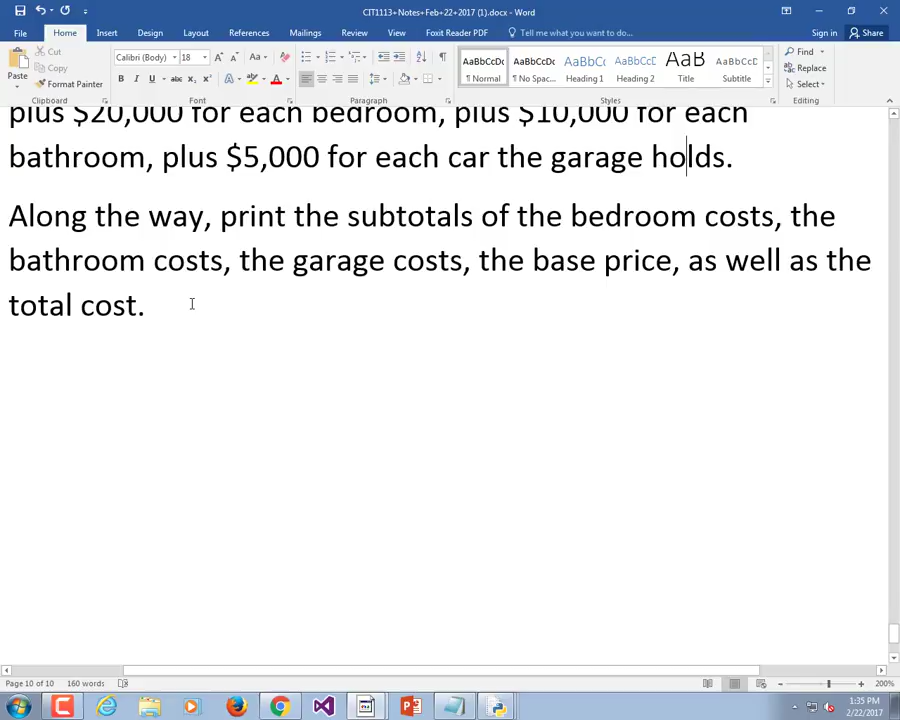 CIT1113+Notes+Feb+22+2017 (1).docx - Word
File Home Insert Design Layout References Mailings Review View Foxit Reader PDF Tell me what you want to do... Sign in Share
Paste Cut Copy Format Painter
Calibri (Body) 18
AaBbCcDd AaBbCcDd AaBbCc AaBbCcC AaB AaBbCcC
¶ Normal ¶ No Spac... Heading 1 Heading 2 Title Subtitle
Find Replace Select
Clipboard Font Paragraph Styles Editing
plus $20,000 for each bedroom, plus $10,000 for each
bathroom, plus $5,000 for each car the garage holds.
Along the way, print the subtotals of the bedroom costs, the
bathroom costs, the garage costs, the base price, as well as the
total cost.
Page 10 of 10 160 words 200%
1:35 PM
2/22/2017